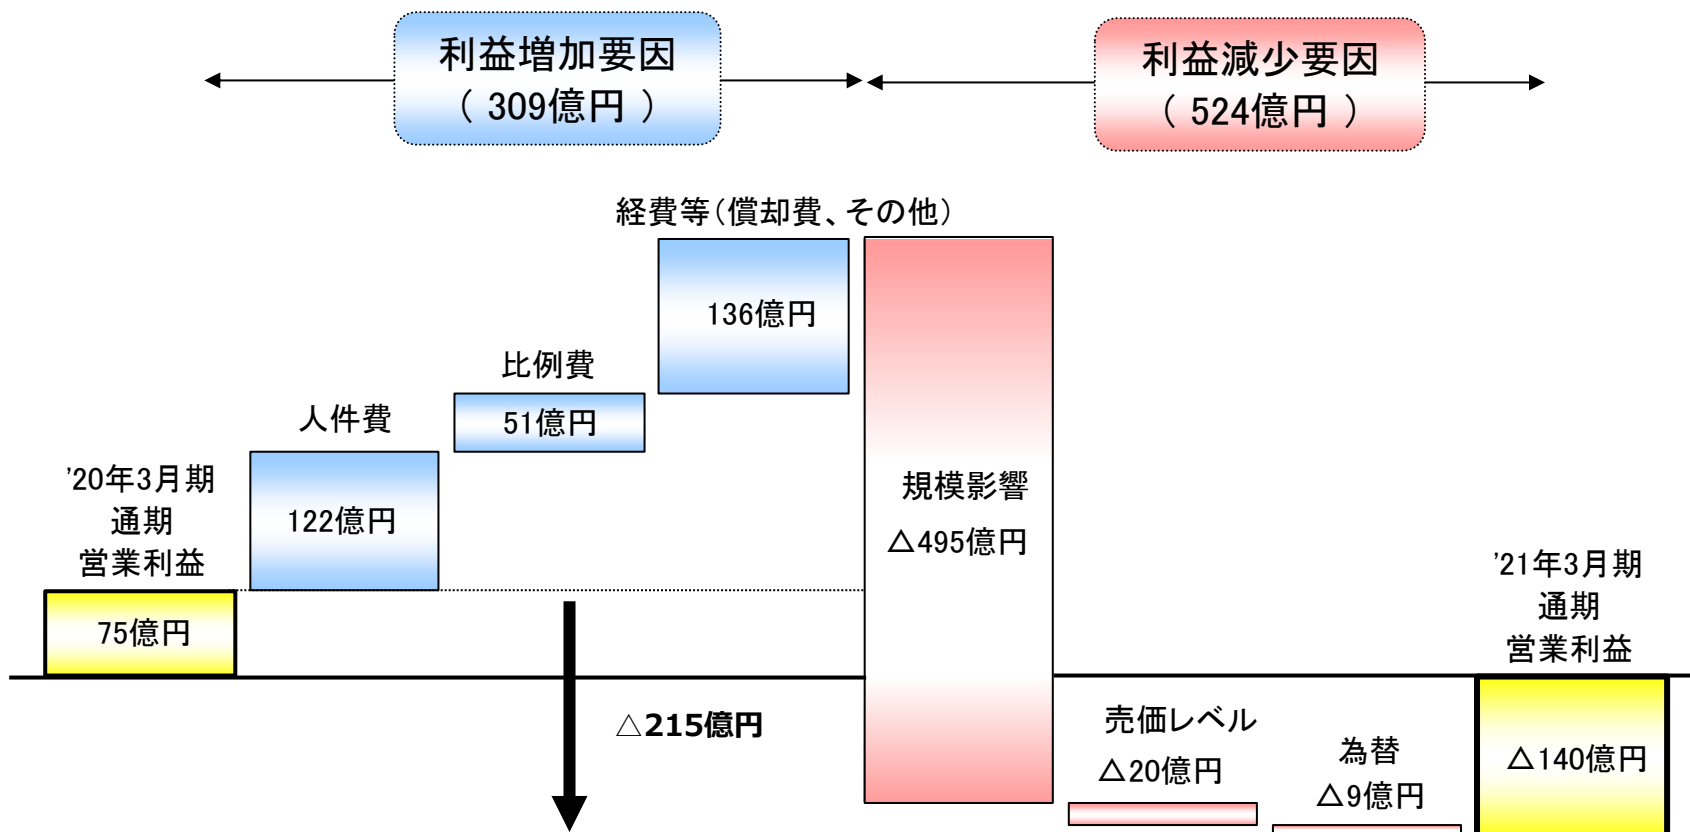 利益増加要因
( 309億円 )
利益減少要因
( 524億円 )
経費等(償却費、その他)
136億円
比例費
51億円
人件費
122億円
'20年3月期
通期
営業利益
75億円
規模影響
△495億円
△215億円
売価レベル
△20億円
為替
△9億円
'21年3月期
通期
営業利益
△140億円